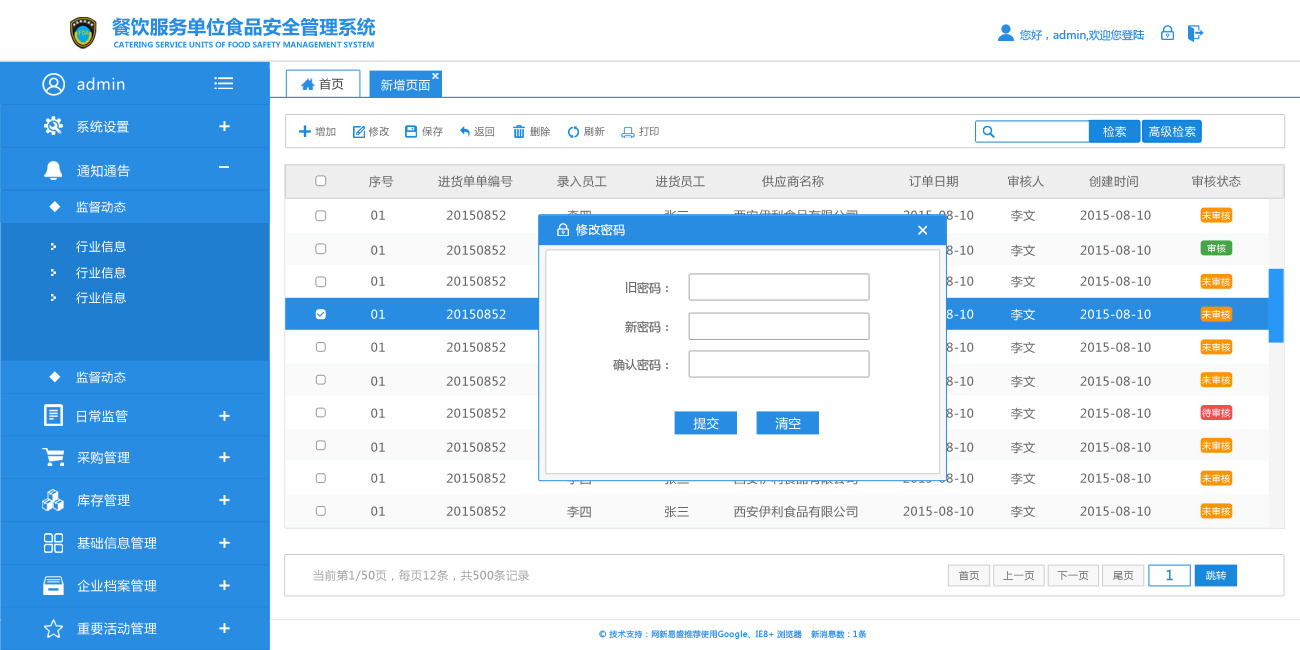 餐饮服务单位食品安全管理系统
CATERING SERVICE UNITS OF FOOD SAFETY MANAGEMENT SYSTEM
您好，admin,欢迎您登陆
admin
系统设置 +
通知通告 −
监督动态
行业信息
行业信息
行业信息
监督动态
日常监管 +
采购管理 +
库存管理 +
基础信息管理 +
企业档案管理 +
重要活动管理 +
首页 新增页面
增加 修改 保存 返回 删除 刷新 打印 检索 高级检索
序号 进货单单编号 录入员工 进货员工 供应商名称 订单日期 审核人 创建时间 审核状态
01 20150852 李四 张三 西安伊利食品有限公司 2015-08-10 李文 2015-08-10 未审核
01 20150852 8-10 李文 2015-08-10 审核
01 20150852 8-10 李文 2015-08-10 未审核
01 20150852 8-10 李文 2015-08-10 未审核
01 20150852 8-10 李文 2015-08-10 未审核
01 20150852 8-10 李文 2015-08-10 未审核
01 20150852 8-10 李文 2015-08-10 待审核
01 20150852 8-10 李文 2015-08-10 未审核
01 20150852 李四 张三 西安伊利食品有限公司 2015-08-10 李文 2015-08-10 未审核
01 20150852 李四 张三 西安伊利食品有限公司 2015-08-10 李文 2015-08-10 未审核
修改密码
旧密码：
新密码：
确认密码：
提交 清空
当前第1/50页，每页12条，共500条记录
首页 上一页 下一页 尾页 1 跳转
© 技术支持：网新易盛推荐使用Google、IE8+ 浏览器 新消息数：1条